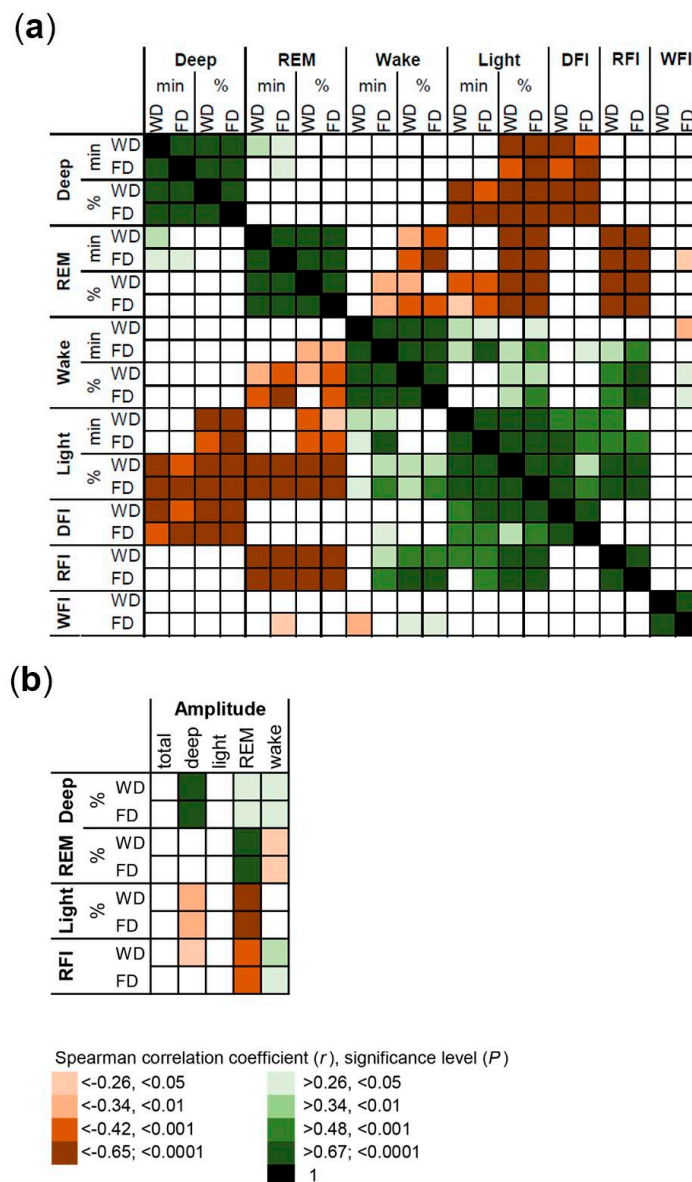 (a)
Deep REM Wake Light DFI RFI WFI
min % min % min % min %
WD FD WD FD WD FD WD FD WD FD WD FD WD FD WD FD WD FD WD FD WD FD
Deep min WD
FD
% WD
FD
REM min WD
FD
% WD
FD
Wake min WD
FD
% WD
FD
Light min WD
FD
% WD
FD
DFI WD
FD
RFI WD
FD
WFI WD
FD
(b)
Amplitude
total deep light REM wake
Deep % WD
FD
REM % WD
FD
Light % WD
FD
RFI WD
FD
Spearman correlation coefficient (r), significance level (P)
<-0.26, <0.05 >0.26, <0.05
<-0.34, <0.01 >0.34, <0.01
<-0.42, <0.001 >0.48, <0.001
<-0.65; <0.0001 >0.67; <0.0001
1